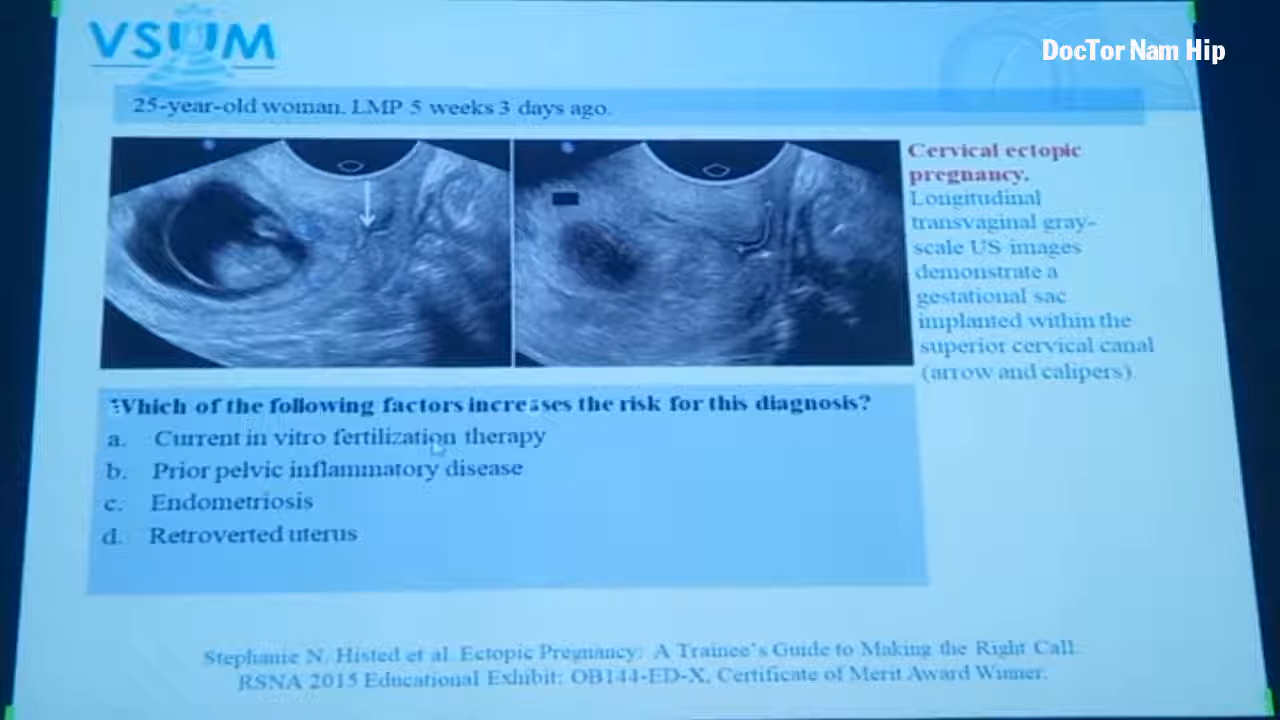 VSUM
DocTor Nam Hip
25-year-old woman. LMP 5 weeks 3 days ago.
Cervical ectopic
pregnancy.
Longitudinal
transvaginal gray-
scale US images
demonstrate a
gestational sac
implanted within the
superior cervical canal
(arrow and calipers).
Which of the following factors increases the risk for this diagnosis?
a. Current in vitro fertilization therapy
b. Prior pelvic inflammatory disease
c. Endometriosis
d. Retroverted uterus
Stephanie N. Histed et al. Ectopic Pregnancy: A Trainee's Guide to Making the Right Call.
RSNA 2015 Educational Exhibit: OB144-ED-X, Certificate of Merit Award Winner.